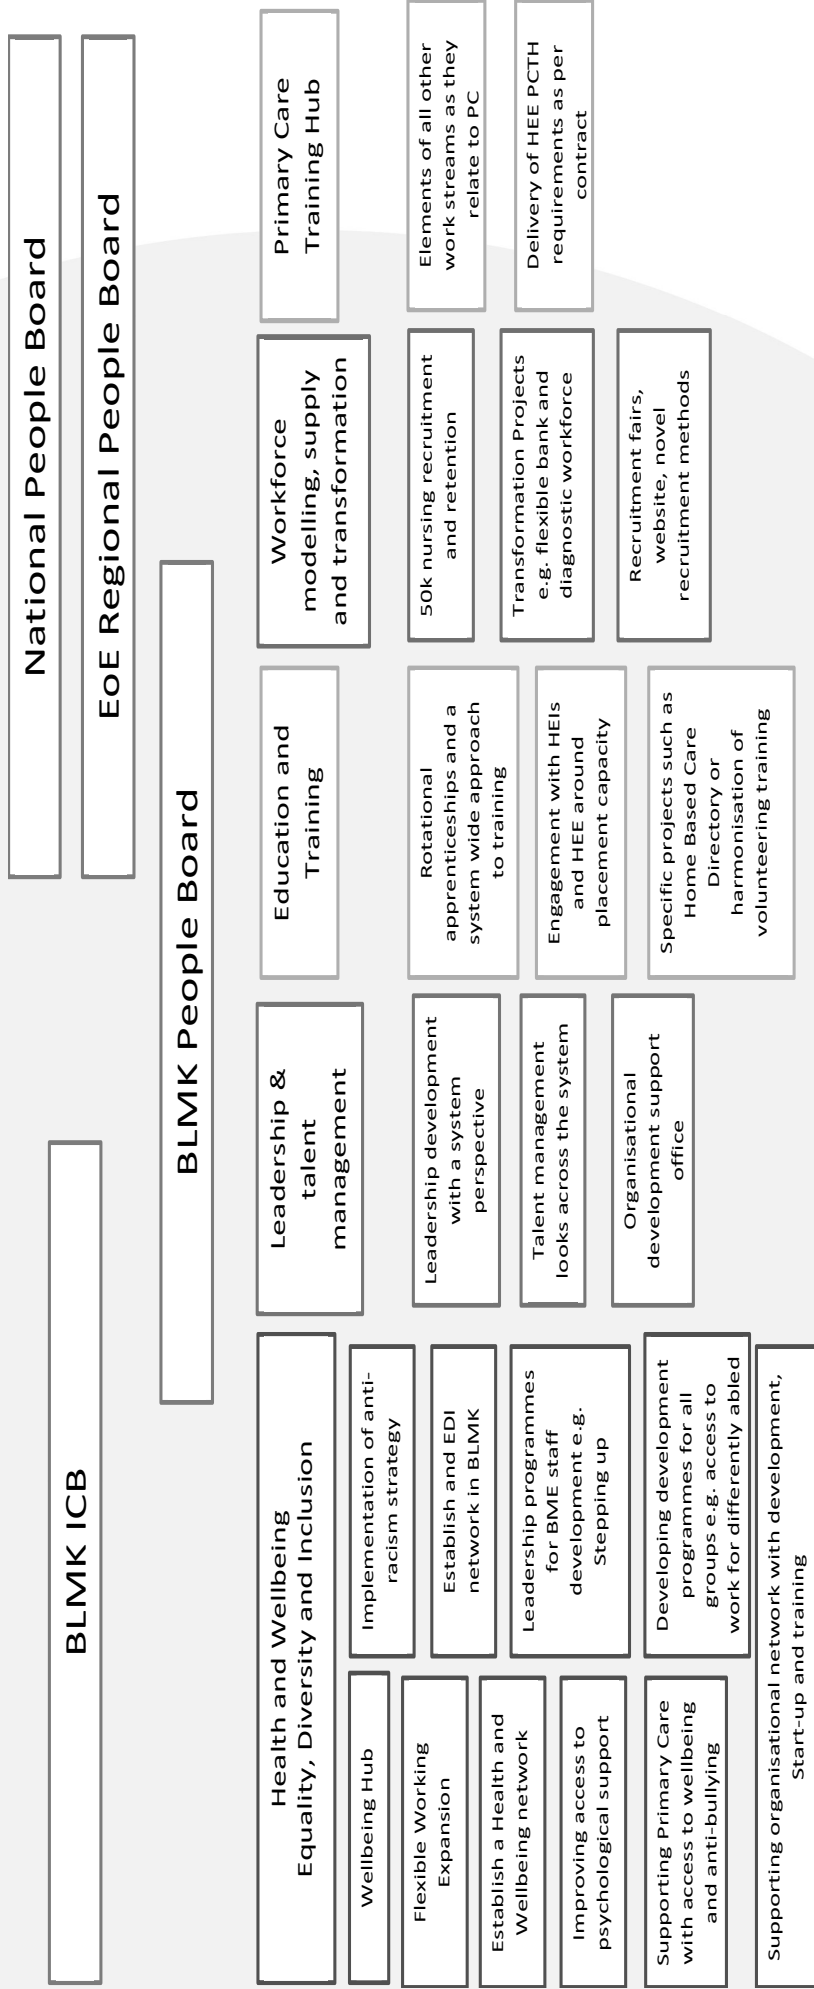 National People Board
BLMK ICB
EoE Regional People Board
BLMK People Board
Health and Wellbeing
Equality, Diversity and Inclusion
Wellbeing Hub
Flexible Working
Expansion
Establish a Health and
Wellbeing network
Improving access to
psychological support
Supporting Primary Care
with access to wellbeing
and anti-bullying
Implementation of anti-
racism strategy
Establish and EDI
network in BLMK
Leadership programmes
for BME staff
development e.g.
Stepping up
Developing development
programmes for all
groups e.g. access to
work for differently abled
Supporting organisational network with development,
Start-up and training
Leadership &
talent
management
Leadership development
with a system
perspective
Talent management
looks across the system
Organisational
development support
office
Education and
Training
Rotational
apprenticeships and a
system wide approach
to training
Engagement with HEIs
and HEE around
placement capacity
Specific projects such as
Home Based Care
Directory or
harmonisation of
volunteering training
Workforce
modelling, supply
and transformation
50k nursing recruitment
and retention
Transformation Projects
e.g. flexible bank and
diagnostic workforce
Recruitment fairs,
website, novel
recruitment methods
Primary Care
Training Hub
Elements of all other
work streams as they
relate to PC
Delivery of HEE PCTH
requirements as per
contract